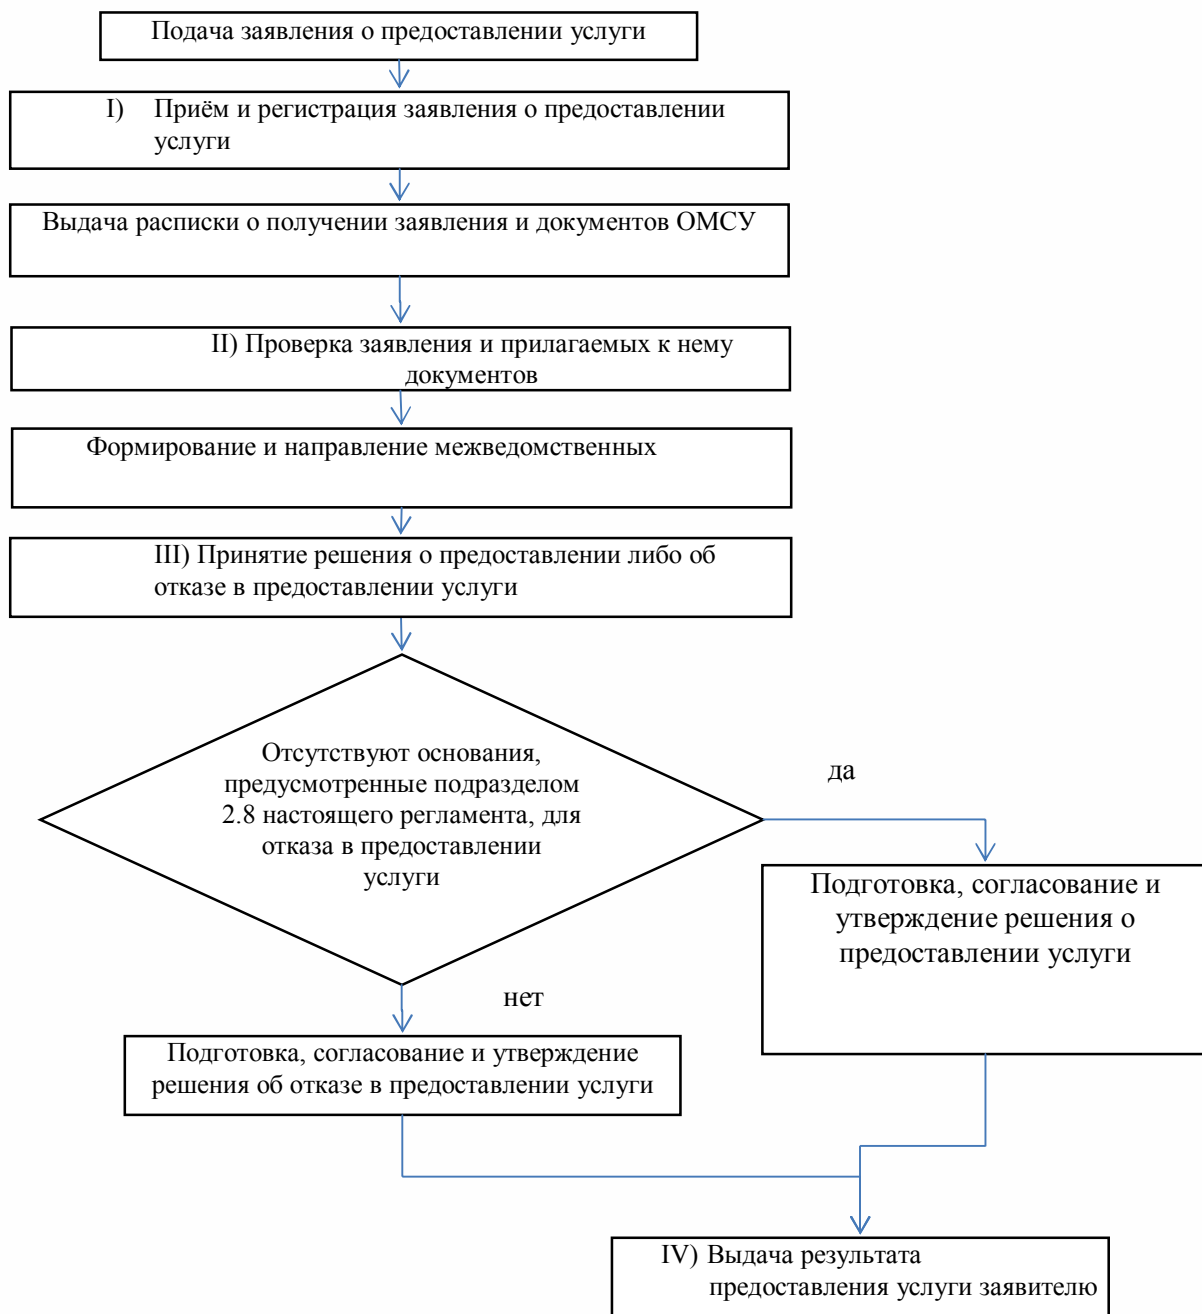 Подача заявления о предоставлении услуги
I) Приём и регистрация заявления о предоставлении
услуги
Выдача расписки о получении заявления и документов ОМСУ
II) Проверка заявления и прилагаемых к нему
документов
Формирование и направление межведомственных
III) Принятие решения о предоставлении либо об
отказе в предоставлении услуги
Отсутствуют основания,
предусмотренные подразделом
2.8 настоящего регламента, для
отказа в предоставлении
услуги
да
Подготовка, согласование и
утверждение решения о
предоставлении услуги
нет
Подготовка, согласование и утверждение
решения об отказе в предоставлении услуги
IV) Выдача результата
предоставления услуги заявителю